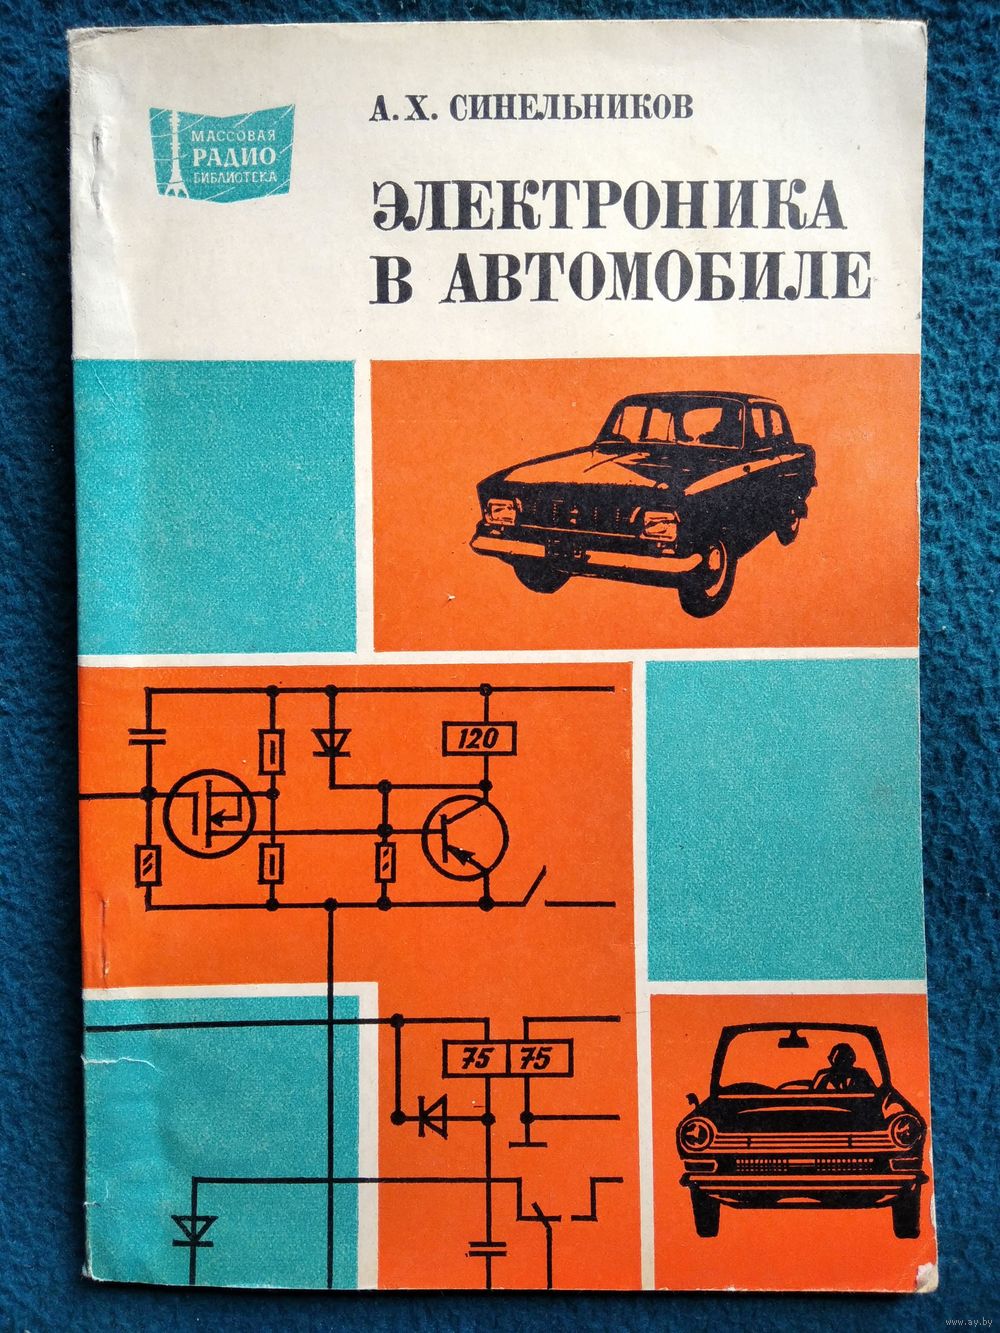 А. Х. СИНЕЛЬНИКОВ
МАССОВАЯ
РАДИО
БИБЛИОТЕКА
ЭЛЕКТРОНИКА
В АВТОМОБИЛЕ
120
75 75
www.ay.by